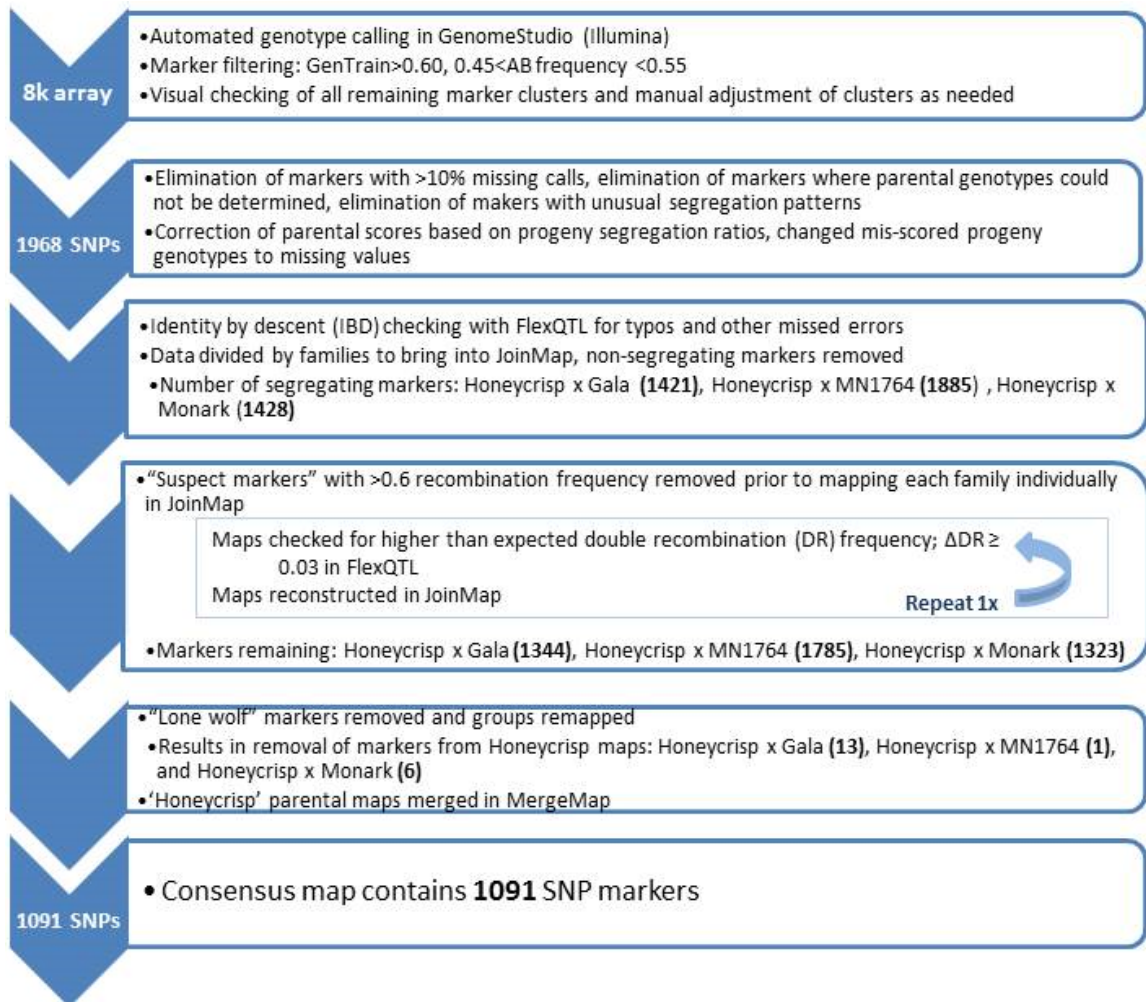 8k array
•Automated genotype calling in GenomeStudio (Illumina)
•Marker filtering: GenTrain>0.60, 0.45<AB frequency <0.55
•Visual checking of all remaining marker clusters and manual adjustment of clusters as needed
1968 SNPs
•Elimination of markers with >10% missing calls, elimination of markers where parental genotypes could
not be determined, elimination of makers with unusual segregation patterns
•Correction of parental scores based on progeny segregation ratios, changed mis-scored progeny
genotypes to missing values
•Identity by descent (IBD) checking with FlexQTL for typos and other missed errors
•Data divided by families to bring into JoinMap, non-segregating markers removed
•Number of segregating markers: Honeycrisp x Gala (1421), Honeycrisp x MN1764 (1885) , Honeycrisp x
Monark (1428)
•“Suspect markers” with >0.6 recombination frequency removed prior to mapping each family individually
in JoinMap
Maps checked for higher than expected double recombination (DR) frequency; ΔDR ≥
0.03 in FlexQTL
Maps reconstructed in JoinMap
Repeat 1x
•Markers remaining: Honeycrisp x Gala (1344), Honeycrisp x MN1764 (1785), Honeycrisp x Monark (1323)
•“Lone wolf” markers removed and groups remapped
•Results in removal of markers from Honeycrisp maps: Honeycrisp x Gala (13), Honeycrisp x MN1764 (1),
and Honeycrisp x Monark (6)
•‘Honeycrisp’ parental maps merged in MergeMap
1091 SNPs
•Consensus map contains 1091 SNP markers